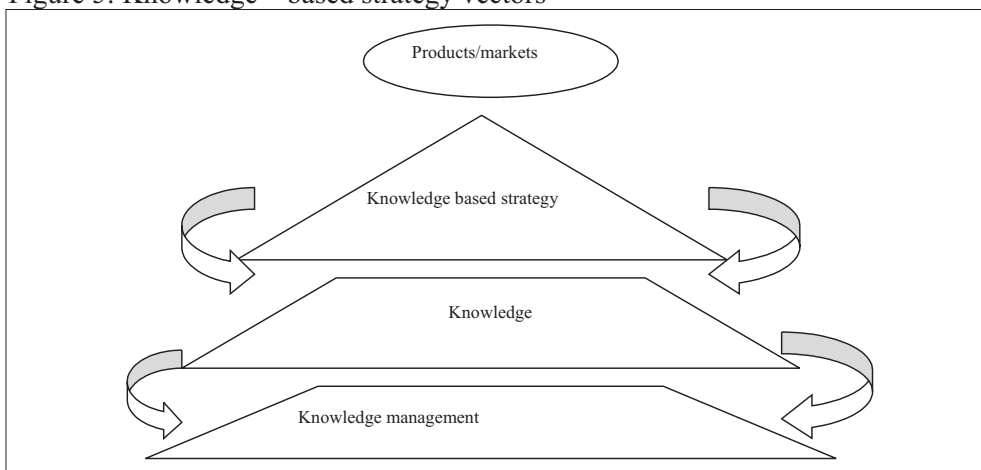 Figure 5. Knowledge – based strategy vectors
Products/markets
Knowledge based strategy
Knowledge
Knowledge management